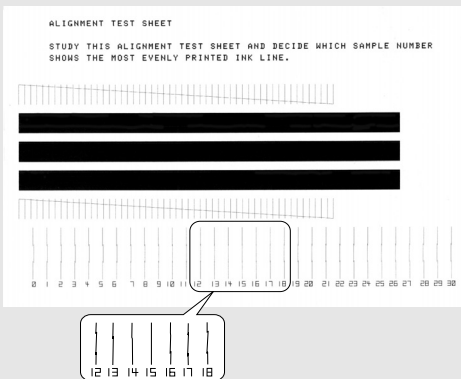 ALIGNMENT TEST SHEET
STUDY THIS ALIGNMENT TEST SHEET AND DECIDE WHICH SAMPLE NUMBER
SHOWS THE MOST EVENLY PRINTED INK LINE.
0 1 2 3 4 5 7 8 9 10 11 12 13 14 15 16 17 18 19 20 21 22 23 24 25 26 27 28 29 30
12 13 14 15 16 17 18